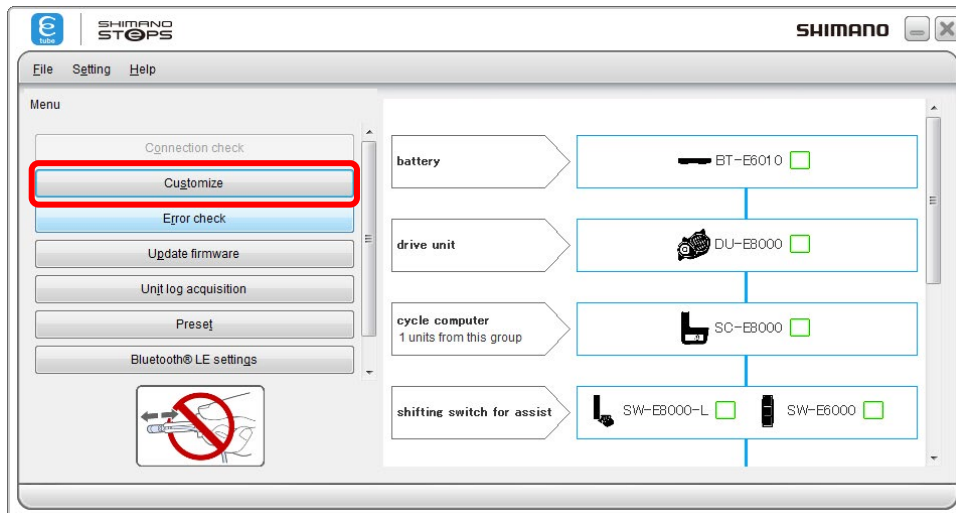 tube
SHIMANO
STEPS
SHIMANO
File Setting Help
Menu
Connection check
Customize
Error check
Update firmware
Unit log acquisition
Preset
Bluetooth® LE settings
battery
BT-E6010
drive unit
DU-E8000
cycle computer
1 units from this group
SC-E8000
shifting switch for assist
SW-E8000-L SW-E6000